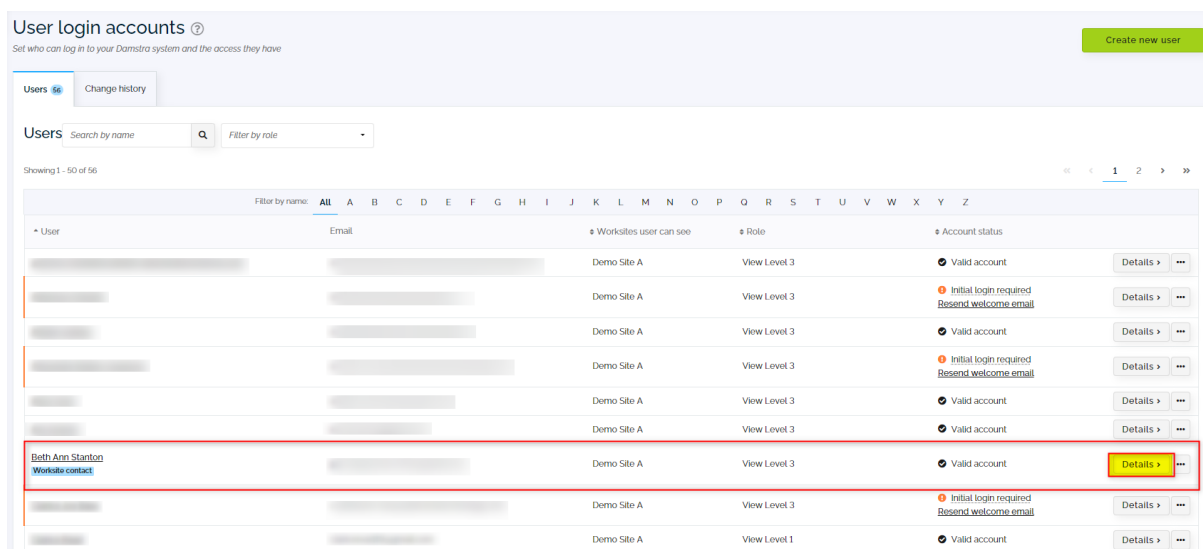 User login accounts ?
Set who can log in to your Damstra system and the access they have
Create new user
Users 56 Change history
Users Search by name Filter by role
Showing 1 - 50 of 56
« < 1 2 > »
Filter by name: All A B C D E F G H I J K L M N O P Q R S T U V W X Y Z
User Email Worksites user can see Role Account status
Demo Site A View Level 3 Valid account Details > ···
Demo Site A View Level 3 Initial login required Details > ···
Resend welcome email
Demo Site A View Level 3 Valid account Details > ···
Demo Site A View Level 3 Initial login required Details > ···
Resend welcome email
Demo Site A View Level 3 Valid account Details > ···
Demo Site A View Level 3 Valid account Details > ···
Beth Ann Stanton Demo Site A View Level 3 Valid account Details > ···
Worksite contact
Demo Site A View Level 3 Initial login required Details > ···
Resend welcome email
Demo Site A View Level 1 Valid account Details > ···